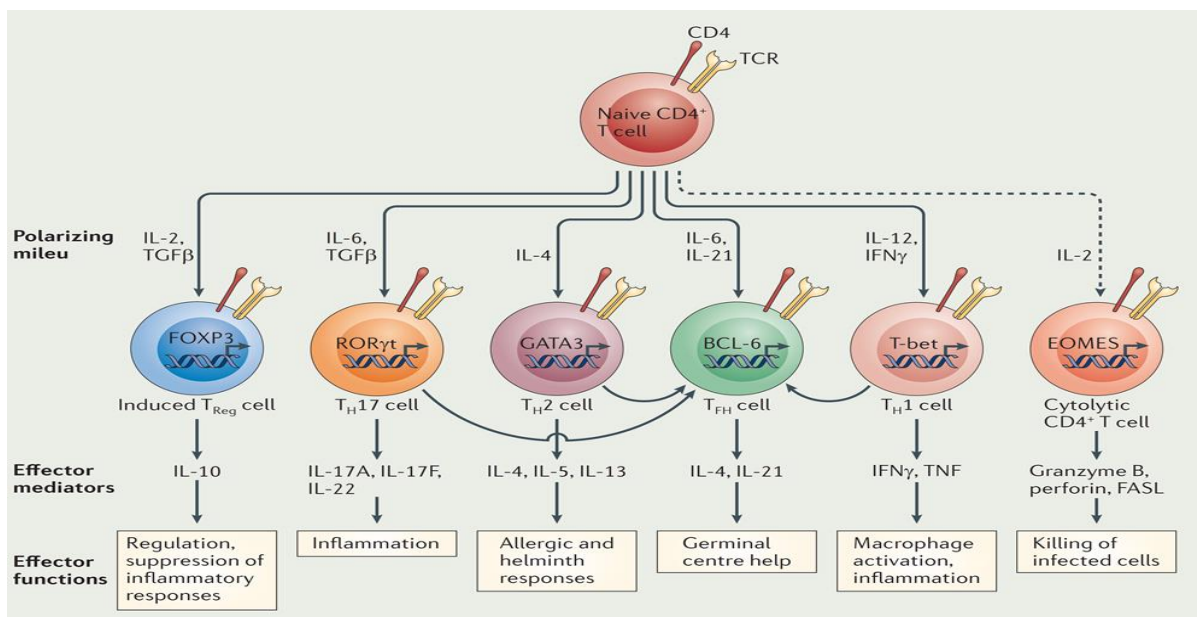 CD4
TCR
Naive CD4⁺
T cell
Polarizing
mileu
IL-2,
TGFβ
IL-6,
TGFβ
IL-4
IL-6,
IL-21
IL-12,
IFNγ
IL-2
FOXP3
RORγt
GATA3
BCL-6
T-bet
EOMES
Induced TReg cell
TH17 cell
TH2 cell
TFH cell
TH1 cell
Cytolytic
CD4⁺ T cell
Effector
mediators
IL-10
IL-17A, IL-17F,
IL-22
IL-4, IL-5, IL-13
IL-4, IL-21
IFNγ, TNF
Granzyme B,
perforin, FASL
Effector
functions
Regulation,
suppression of
inflammatory
responses
Inflammation
Allergic and
helminth
responses
Germinal
centre help
Macrophage
activation,
inflammation
Killing of
infected cells